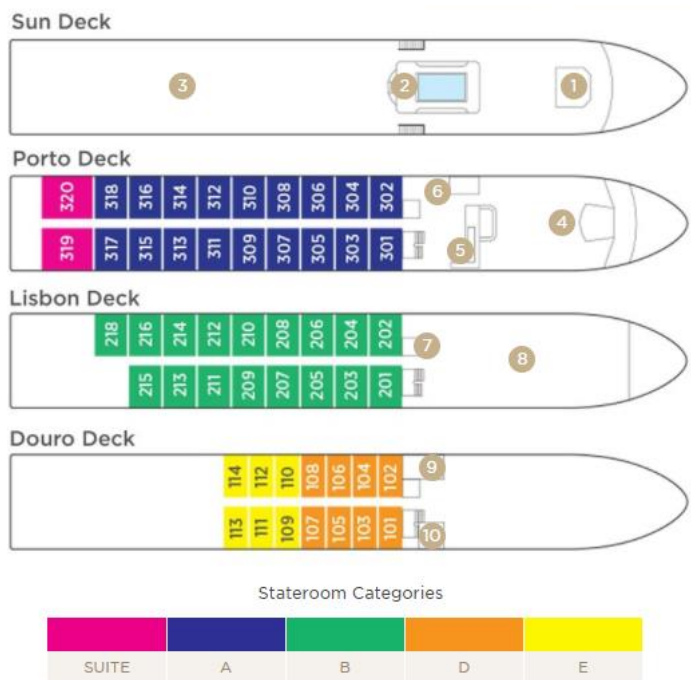 Sun Deck
3
2
1
Porto Deck
320 318 316 314 312 310 308 306 304 302
6
4
5
319 317 315 313 311 309 307 305 303 301
Lisbon Deck
218 216 214 212 210 208 206 204 202
7
8
215 213 211 209 207 205 203 201
Douro Deck
114 112 110 108 106 104 102
9
113 111 109 107 105 103 101
10
Stateroom Categories
SUITE A B D E